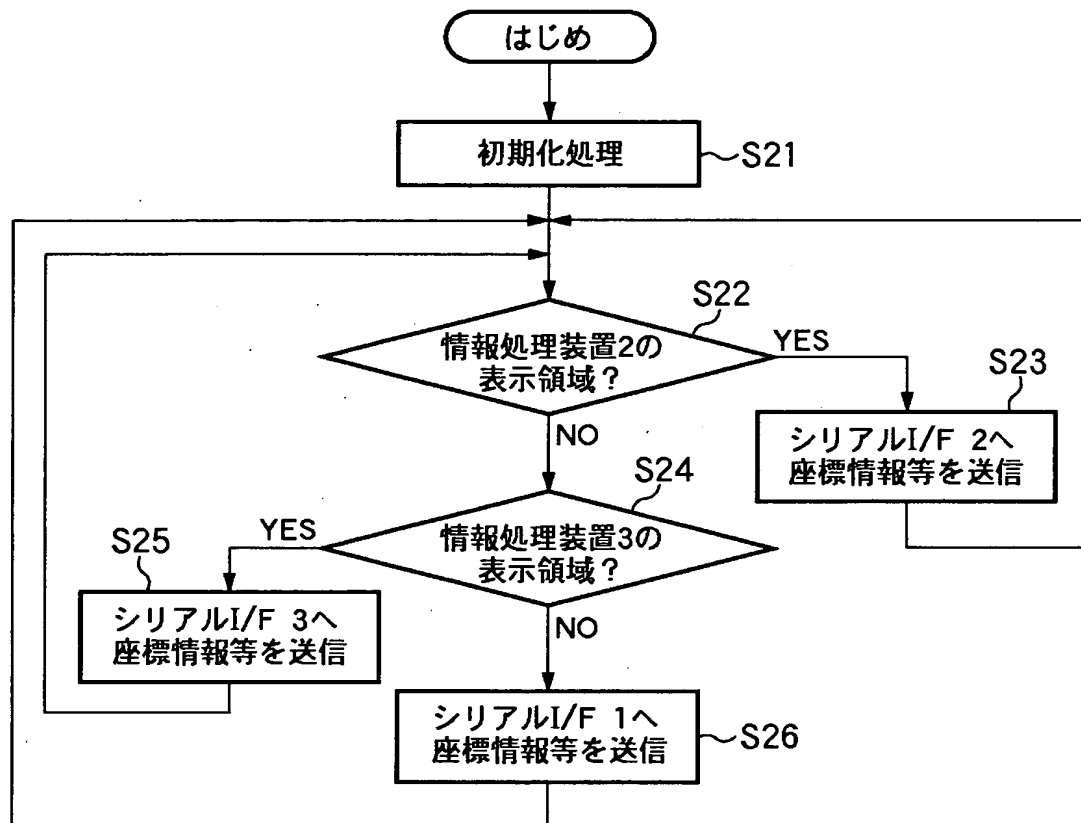 はじめ
初期化処理
S21
S22
情報処理装置2の
表示領域?
YES
S23
シリアルI/F 2へ
座標情報等を送信
NO
S24
情報処理装置3の
表示領域?
YES
S25
シリアルI/F 3へ
座標情報等を送信
NO
シリアルI/F 1へ
座標情報等を送信
S26